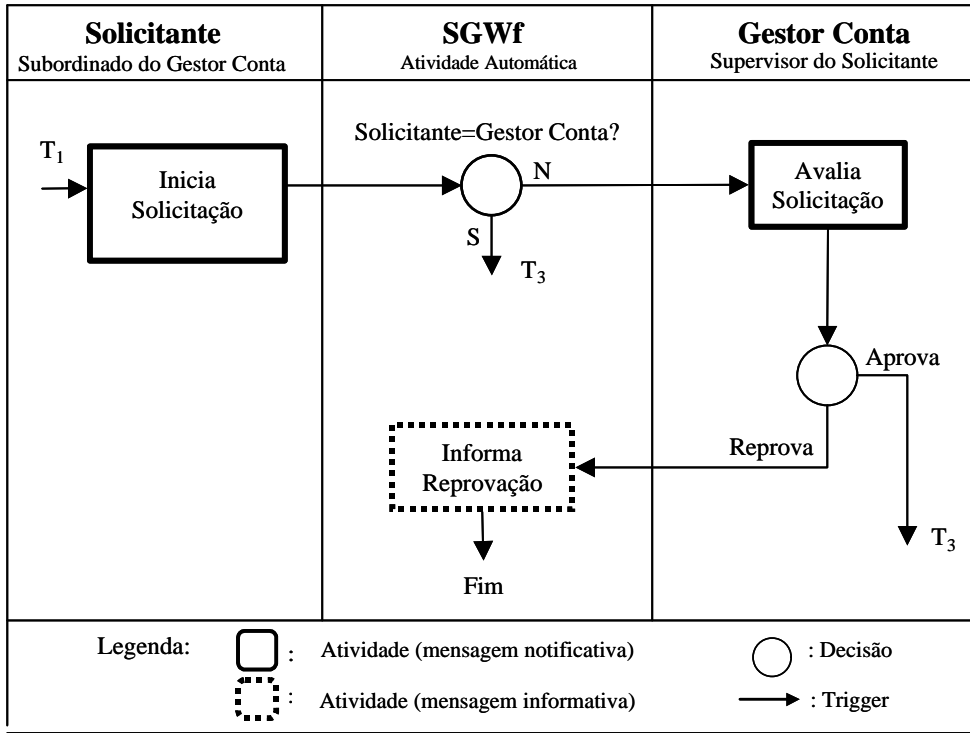 Solicitante
Subordinado do Gestor Conta
SGWf
Atividade Automática
Gestor Conta
Supervisor do Solicitante
T1
Inicia
Solicitação
Solicitante=Gestor Conta?
N
S
T3
Avalia
Solicitação
Aprova
Reprova
T3
Informa
Reprovação
Fim
Legenda:
: Atividade (mensagem notificativa)
: Decisão
: Atividade (mensagem informativa)
: Trigger